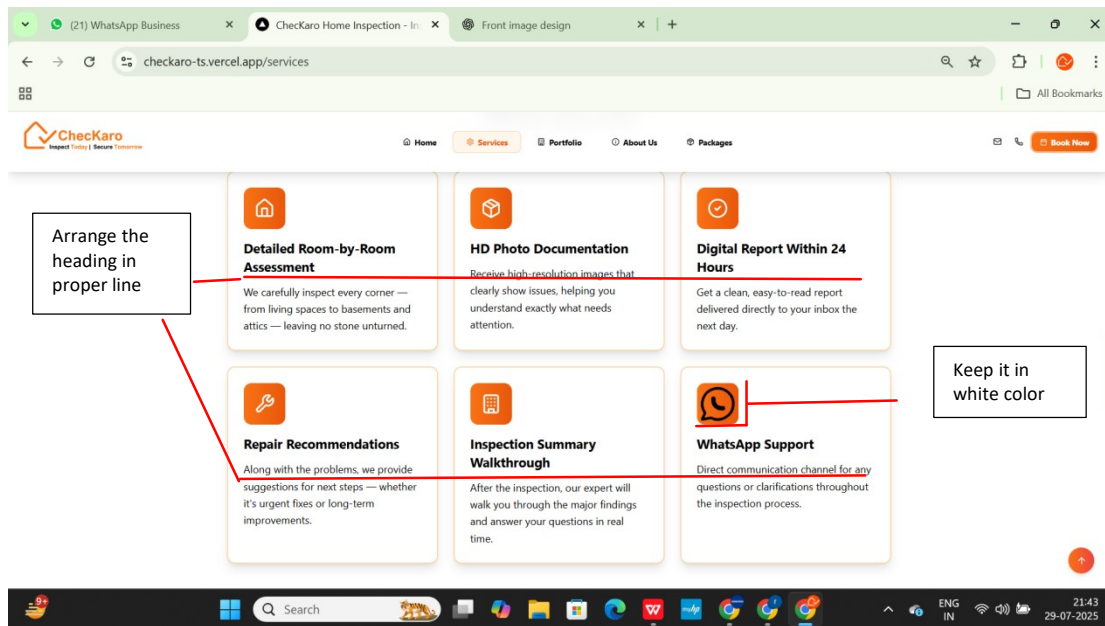 (21) WhatsApp Business
ChecKaro Home Inspection - In
Front image design
checkaro-ts.vercel.app/services
All Bookmarks
ChecKaro
Inspect Today | Secure Tomorrow
Home
Services
Portfolio
About Us
Packages
Book Now
Arrange the
heading in
proper line
Detailed Room-by-Room
Assessment
We carefully inspect every corner —
from living spaces to basements and
attics — leaving no stone unturned.
HD Photo Documentation
Receive high-resolution images that
clearly show issues, helping you
understand exactly what needs
attention.
Digital Report Within 24
Hours
Get a clean, easy-to-read report
delivered directly to your inbox the
next day.
Keep it in
white color
Repair Recommendations
Along with the problems, we provide
suggestions for next steps — whether
it's urgent fixes or long-term
improvements.
Inspection Summary
Walkthrough
After the inspection, our expert will
walk you through the major findings
and answer your questions in real
time.
WhatsApp Support
Direct communication channel for any
questions or clarifications throughout
the inspection process.
9+
Search
ENG
IN
21:43
29-07-2025